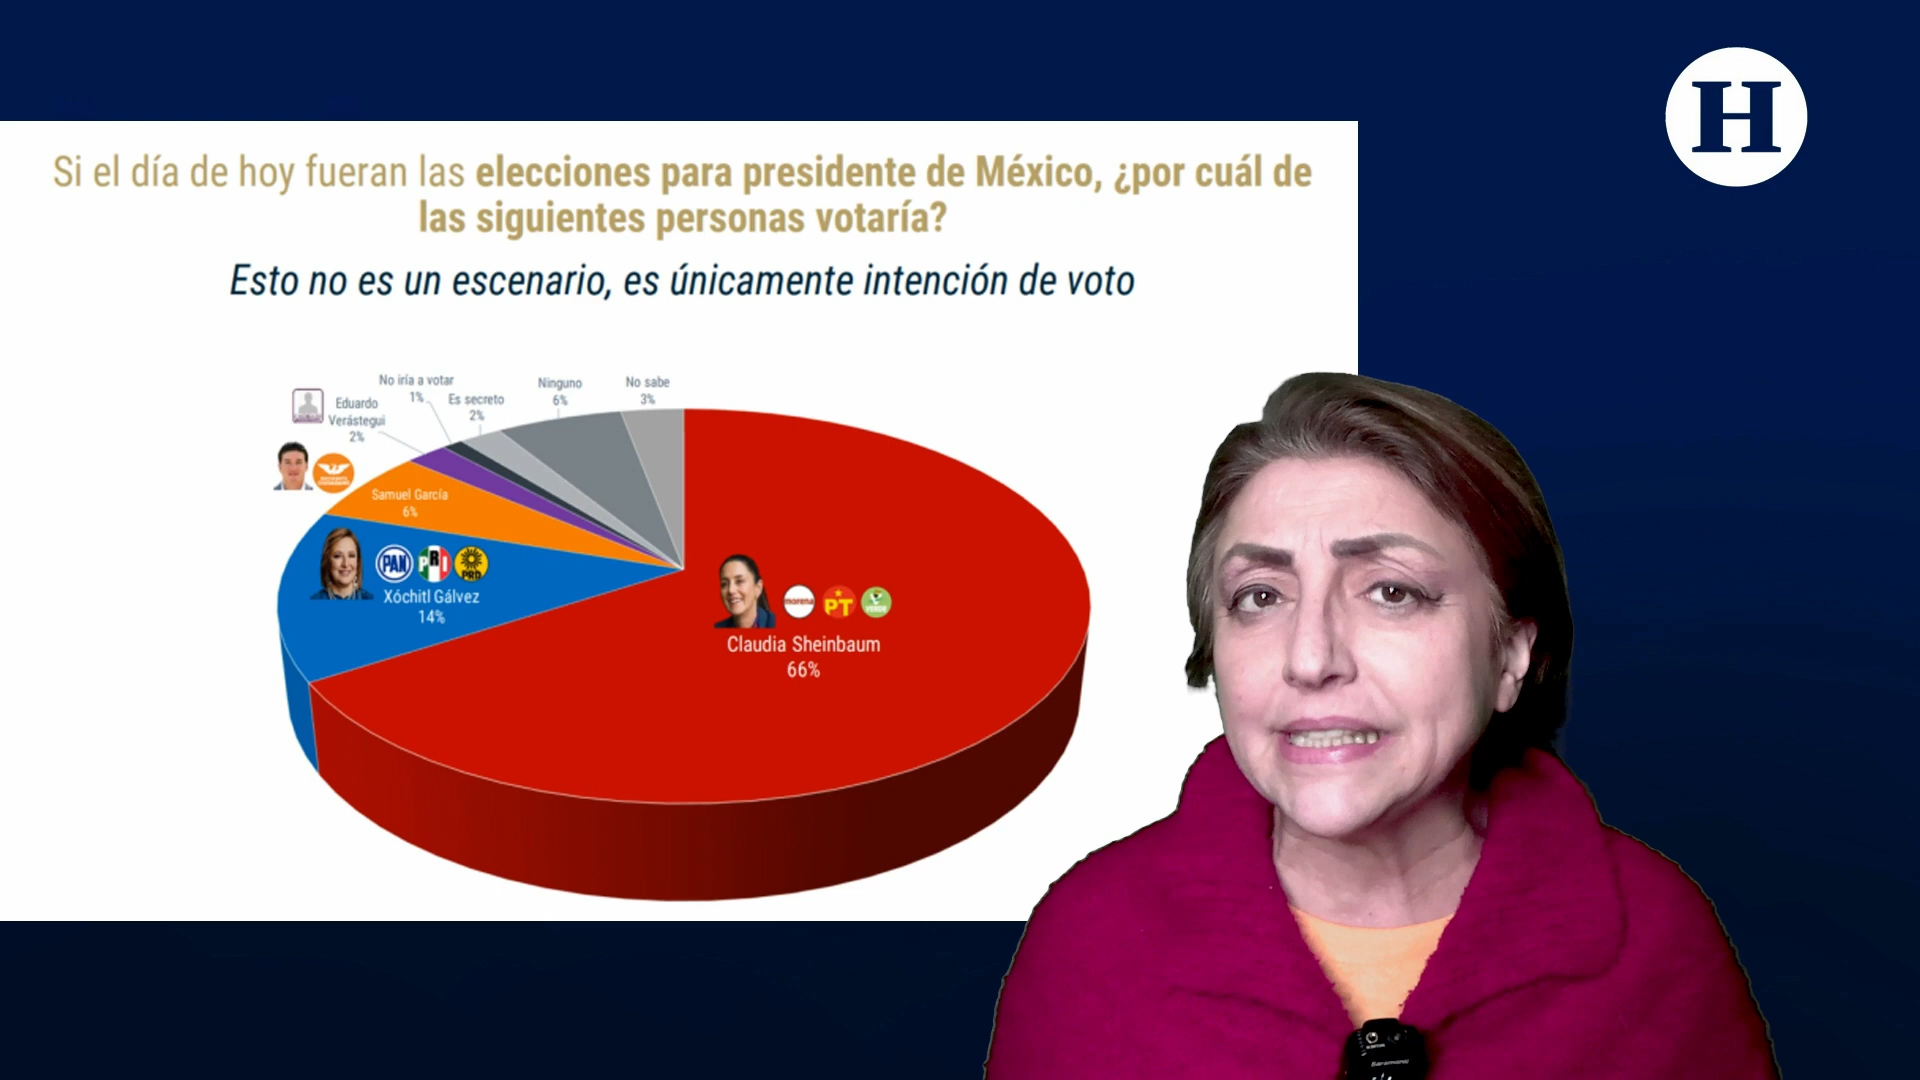 H
Si el día de hoy fueran las elecciones para presidente de México, ¿por cuál de
las siguientes personas votaría?
Esto no es un escenario, es únicamente intención de voto
No iría a votar
1%
Eduardo
Verástegui
2%
Es secreto
2%
Ninguno
6%
No sabe
3%
Samuel García
6%
PAN
PRI
PRD
Xóchitl Gálvez
14%
morena
PT
VERDE
Claudia Sheinbaum
66%
Saramonic